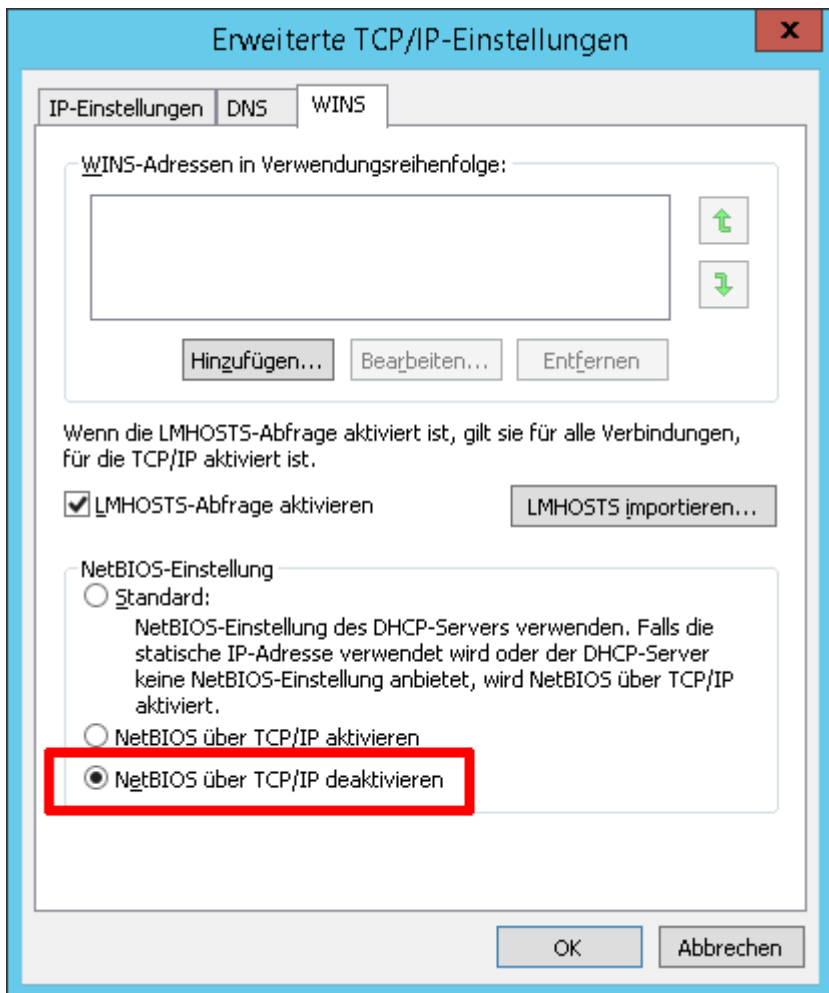 Erweiterte TCP/IP-Einstellungen
x
IP-Einstellungen DNS WINS
WINS-Adressen in Verwendungsreihenfolge:
Hinzufügen... Bearbeiten... Entfernen
Wenn die LMHOSTS-Abfrage aktiviert ist, gilt sie für alle Verbindungen,
für die TCP/IP aktiviert ist.
LMHOSTS-Abfrage aktivieren LMHOSTS importieren...
NetBIOS-Einstellung
Standard:
NetBIOS-Einstellung des DHCP-Servers verwenden. Falls die
statische IP-Adresse verwendet wird oder der DHCP-Server
keine NetBIOS-Einstellung anbietet, wird NetBIOS über TCP/IP
aktiviert.
NetBIOS über TCP/IP aktivieren
NetBIOS über TCP/IP deaktivieren
OK Abbrechen